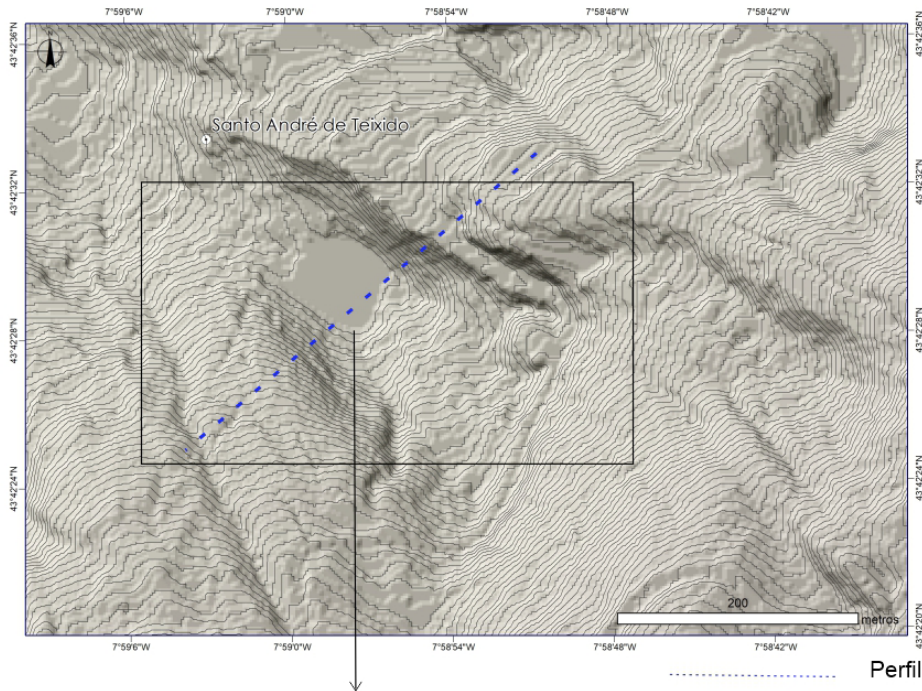 7°59'6"W 7°59'0"W 7°58'54"W 7°58'48"W 7°58'42"W
43°42'36"N 43°42'36"N
Santo André de Teixido
43°42'32"N 43°42'32"N
43°42'28"N 43°42'28"N
43°42'24"N 43°42'24"N
200
metros
43°42'20"N
7°59'6"W 7°59'0"W 7°58'54"W 7°58'48"W 7°58'42"W
Perfil